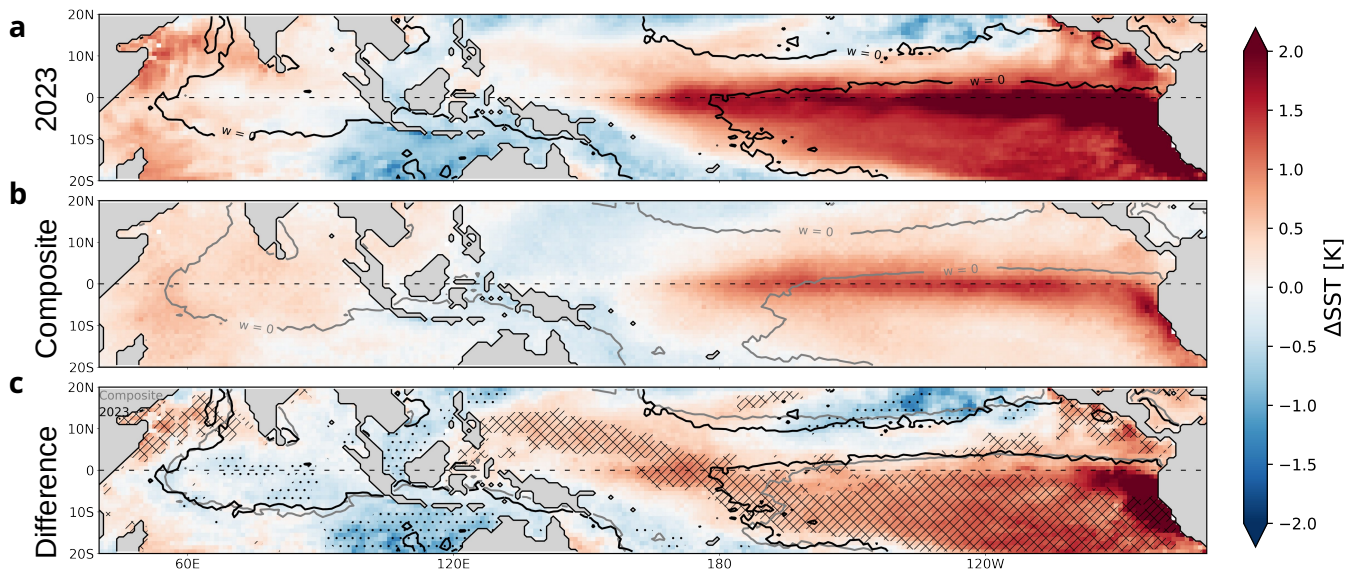 a
2023
20N
10N
0
10S
20S
w = 0
w = 0
w = 0
b
Composite
20N
10N
0
10S
20S
w = 0
w = 0
w = 0
c
Difference
20N
10N
0
10S
20S
Composite
2023
60E
120E
180
120W
2.0
1.5
1.0
0.5
0.0
−0.5
−1.0
−1.5
−2.0
ΔSST [K]